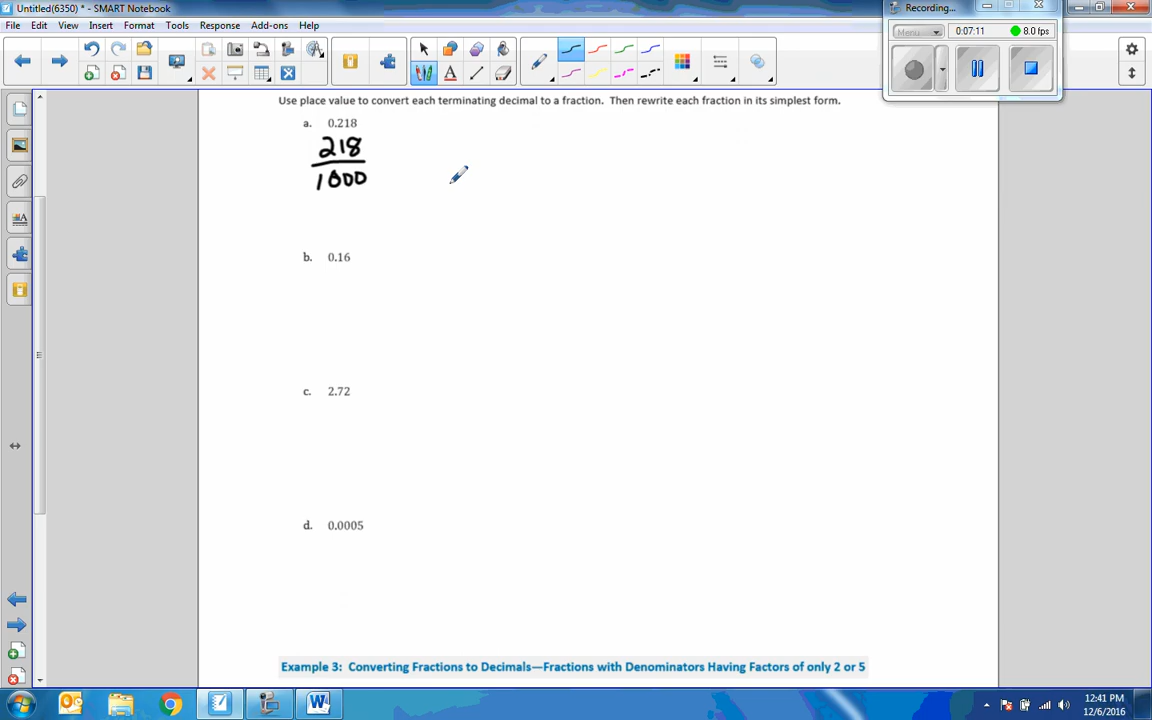 Untitled(6350) * - SMART Notebook
File Edit View Insert Format Tools Response Add-ons Help
Recording...
Menu 0:07:11 8.0 fps
Use place value to convert each terminating decimal to a fraction. Then rewrite each fraction in its simplest form.
a. 0.218
218
1000
b. 0.16
c. 2.72
d. 0.0005
Example 3: Converting Fractions to Decimals—Fractions with Denominators Having Factors of only 2 or 5
12:41 PM
12/6/2016